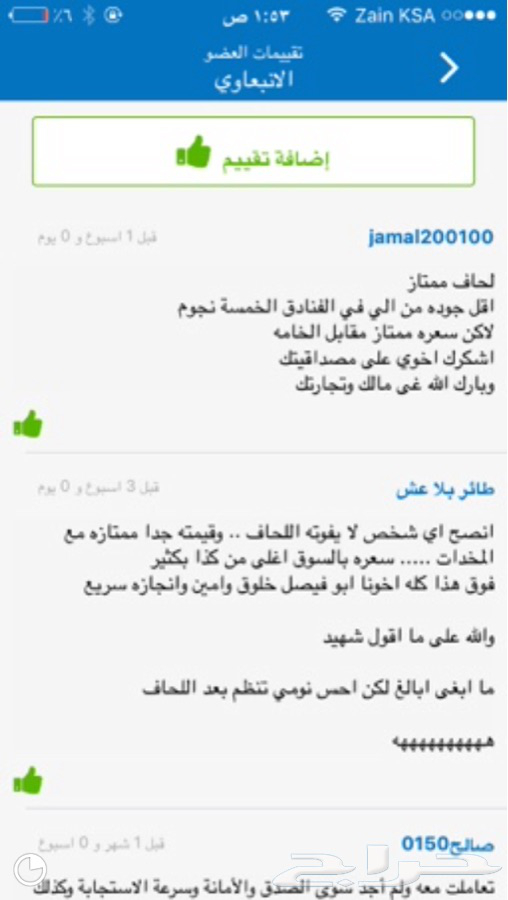 Zain KSA ١:٥٣ ص ٪٦
تقييمات العضو
الاتبعاوي
إضافة تقييم
jamal200100 قبل 1 اسبوع و 0 يوم
لحاف ممتاز
اقل جوده من الي في الفنادق الخمسة نجوم
لاكن سعره ممتاز مقابل الخامه
اشكرك اخوي على مصداقيتك
وبارك الله غى مالك وتجارتك
طائر بلا عش قبل 3 اسبوع و 0 يوم
انصح اي شخص لا يفوته اللحاف .. وقيمته جدا ممتازه مع
المخدات ..... سعره بالسوق اغلى من كذا بكثير
فوق هذا كله اخونا ابو فيصل خلوق وامين وانجازه سريع
والله على ما اقول شهيد
ما ابغى ابالغ لكن احس نومي تنظم بعد اللحاف
هههههههههه
صالح0150 قبل 1 شهر و 0 اسبوع
حراج
تعاملت معه ولم أجد سوى الصدق والأمانة وسرعة الاستجابة وكذلك